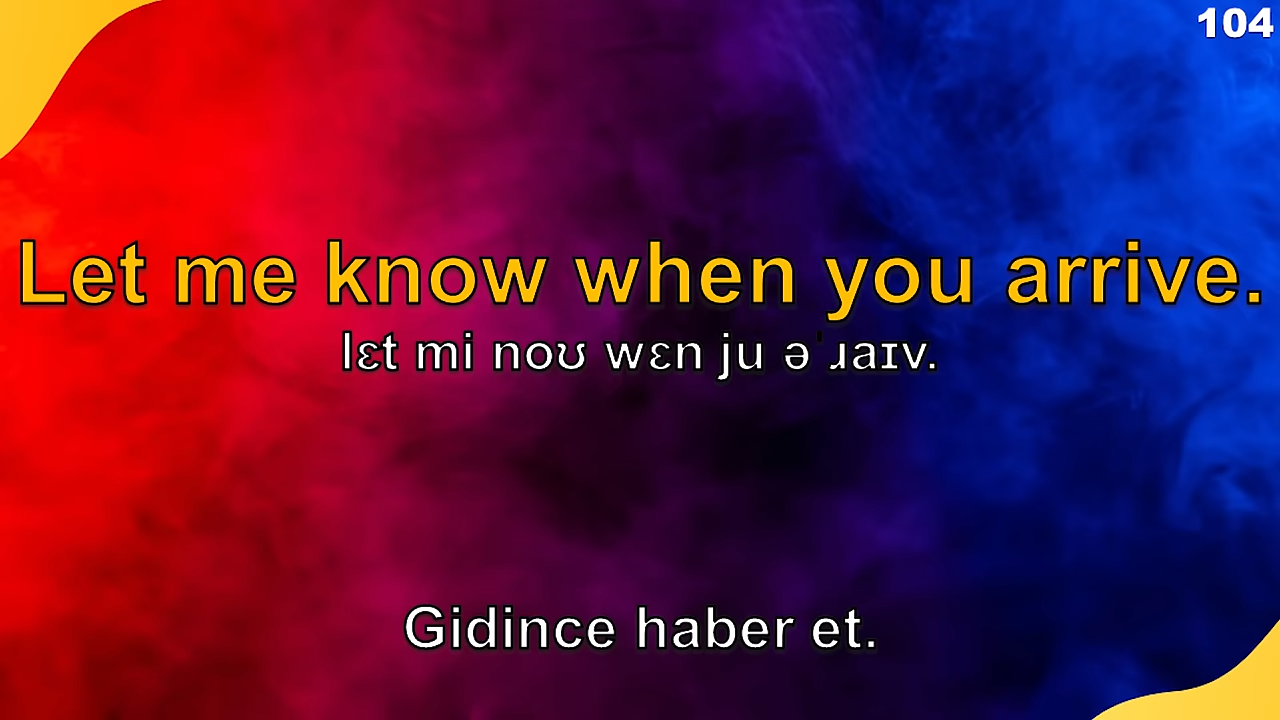 104
Let me know when you arrive.
lɛt mi noʊ wɛn ju əˈɹaɪv.
Gidince haber et.